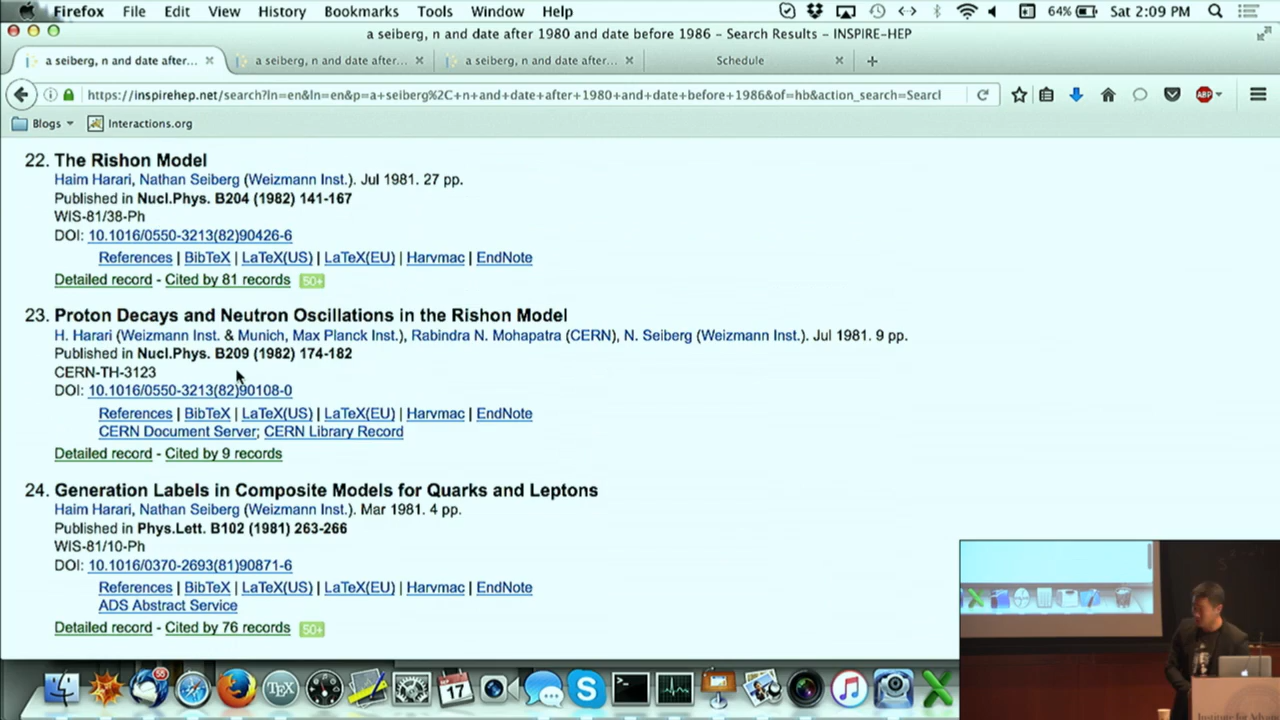 Firefox File Edit View History Bookmarks Tools Window Help 64% Sat 2:09 PM
a seiberg, n and date after 1980 and date before 1986 – Search Results – INSPIRE-HEP
a seiberg, n and date after... a seiberg, n and date after... a seiberg, n and date after... Schedule
https://inspirehep.net/search?ln=en&ln=en&p=a+seiberg%2C+n+and+date+after+1980+and+date+before+1986&of=hb&action_search=Searcl
ABP
Blogs Interactions.org
22. The Rishon Model
Haim Harari, Nathan Seiberg (Weizmann Inst.). Jul 1981. 27 pp.
Published in Nucl.Phys. B204 (1982) 141-167
WIS-81/38-Ph
DOI: 10.1016/0550-3213(82)90426-6
References | BibTeX | LaTeX(US) | LaTeX(EU) | Harvmac | EndNote
Detailed record - Cited by 81 records 50+
23. Proton Decays and Neutron Oscillations in the Rishon Model
H. Harari (Weizmann Inst. & Munich, Max Planck Inst.), Rabindra N. Mohapatra (CERN), N. Seiberg (Weizmann Inst.). Jul 1981. 9 pp.
Published in Nucl.Phys. B209 (1982) 174-182
CERN-TH-3123
DOI: 10.1016/0550-3213(82)90108-0
References | BibTeX | LaTeX(US) | LaTeX(EU) | Harvmac | EndNote
CERN Document Server; CERN Library Record
Detailed record - Cited by 9 records
24. Generation Labels in Composite Models for Quarks and Leptons
Haim Harari, Nathan Seiberg (Weizmann Inst.). Mar 1981. 4 pp.
Published in Phys.Lett. B102 (1981) 263-266
WIS-81/10-Ph
DOI: 10.1016/0370-2693(81)90871-6
References | BibTeX | LaTeX(US) | LaTeX(EU) | Harvmac | EndNote
ADS Abstract Service
Detailed record - Cited by 76 records 50+
55
TEX
17
Institute for Advan